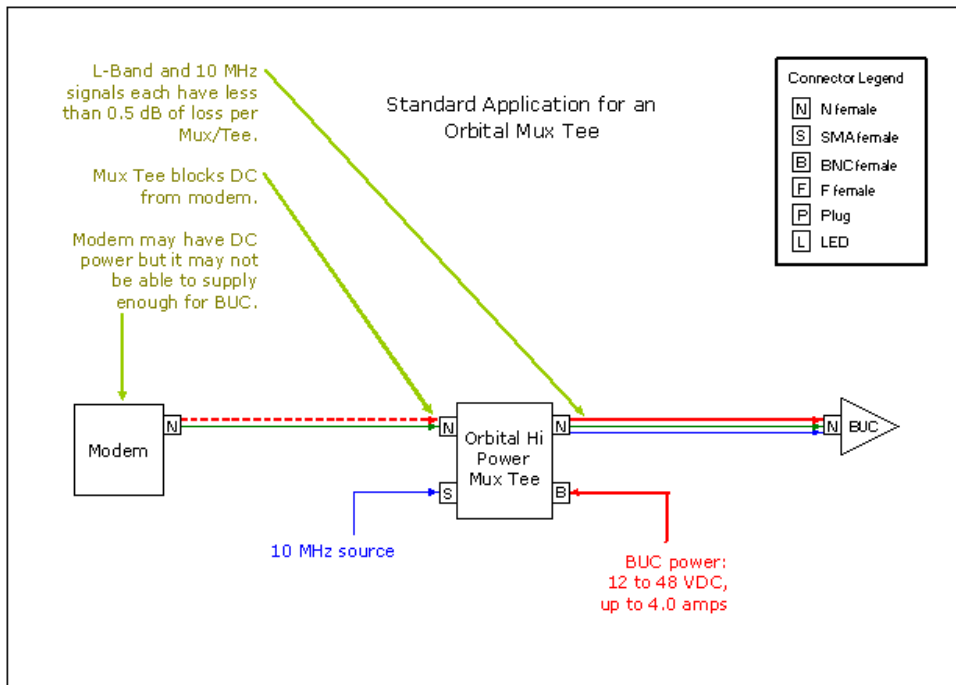 L-Band and 10 MHz
signals each have less
than 0.5 dB of loss per
Mux/Tee.
Mux Tee blocks DC
from modem.
Modem may have DC
power but it may not
be able to supply
enough for BUC.
Standard Application for an
Orbital Mux Tee
Connector Legend
N N female
S SMA female
B BNC female
F F female
P Plug
L LED
Modem
N
N
Orbital Hi
Power
Mux Tee
N
S
B
N
BUC
10 MHz source
BUC power:
12 to 48 VDC,
up to 4.0 amps